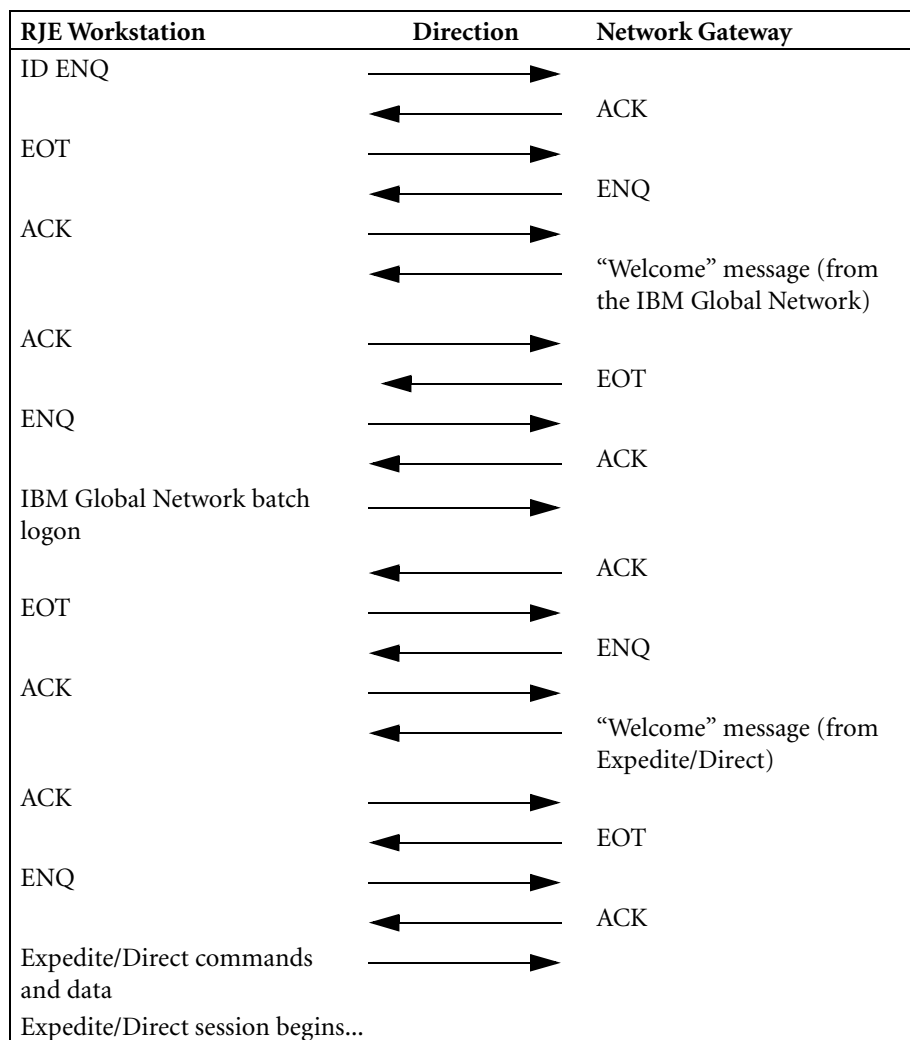 RJE Workstation Direction Network Gateway
ID ENQ
ACK
EOT
ENQ
ACK
“Welcome” message (from
the IBM Global Network)
ACK
EOT
ENQ
ACK
IBM Global Network batch
logon
ACK
EOT
ENQ
ACK
“Welcome” message (from
Expedite/Direct)
ACK
EOT
ENQ
ACK
Expedite/Direct commands
and data
Expedite/Direct session begins...